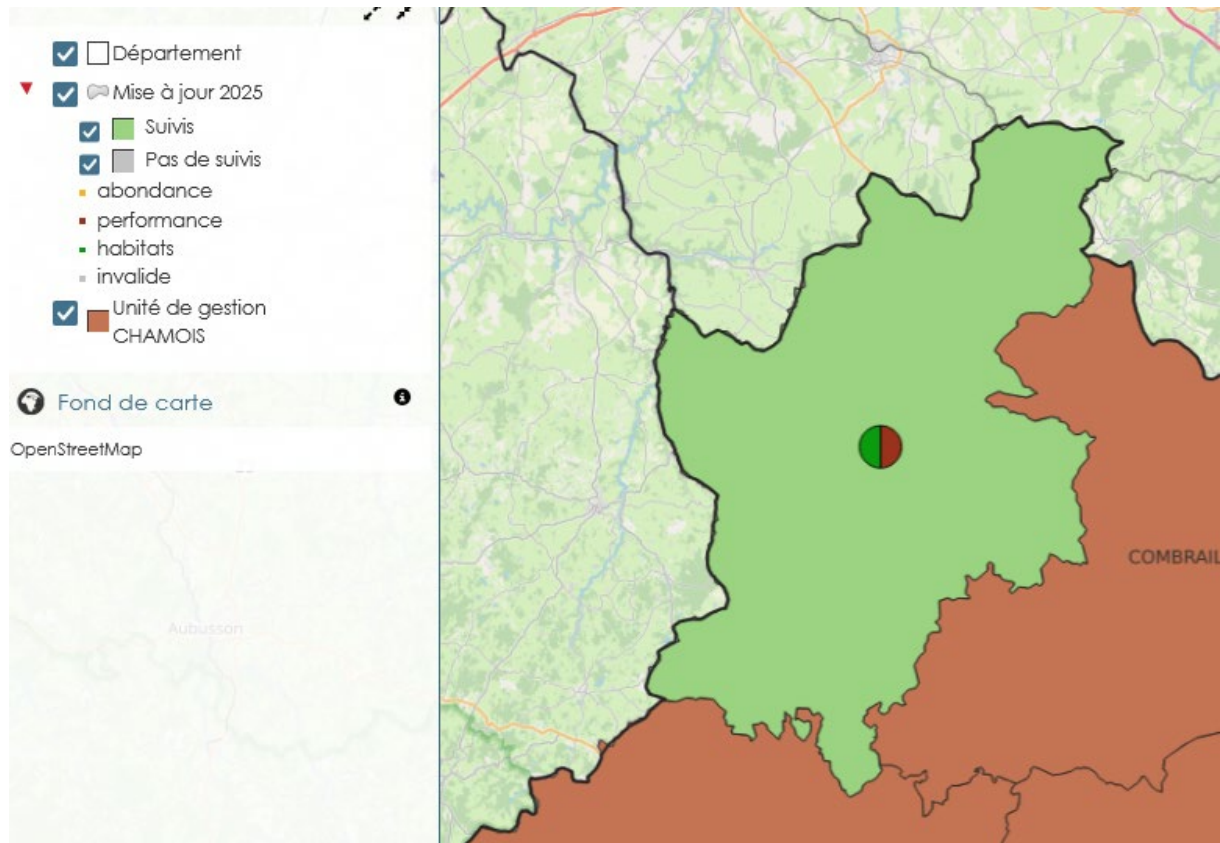 Département
Mise à jour 2025
Suivis
Pas de suivis
abondance
performance
habitats
invalide
Unité de gestion
CHAMOIS
Fond de carte
OpenStreetMap
Aubusson
COMBRAIL